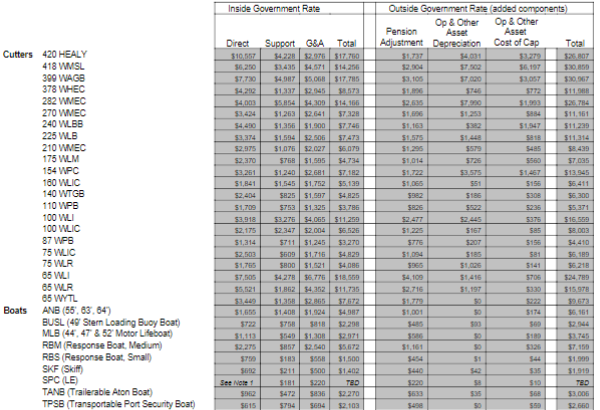 Inside Government Rate Outside Government Rate (added components)
Direct Support G&A Total Pension Adjustment Op & Other Asset Depreciation Op & Other Asset Cost of Cap Total
Cutters 420 HEALY $10,557 $4,228 $2,976 $17,760 $1,737 $4,031 $3,279 $26,807
418 WMSL $6,250 $3,435 $4,571 $14,256 $2,904 $7,502 $6,197 $30,859
399 WAGB $7,730 $4,987 $5,068 $17,785 $3,105 $7,020 $3,057 $30,967
378 WHEC $4,292 $1,337 $2,945 $8,573 $1,896 $746 $772 $11,988
282 WMEC $4,003 $5,854 $4,309 $14,166 $2,635 $7,990 $1,993 $26,784
270 WMEC $3,424 $1,263 $2,641 $7,328 $1,696 $1,253 $884 $11,161
240 WLBB $4,490 $1,356 $1,900 $7,746 $1,163 $382 $1,947 $11,239
225 WLB $3,374 $1,594 $2,506 $7,473 $1,575 $1,448 $818 $11,314
210 WMEC $2,975 $1,076 $2,027 $6,079 $1,295 $579 $485 $8,439
175 WLM $2,370 $768 $1,595 $4,734 $1,014 $726 $560 $7,035
154 WPC $3,261 $1,240 $2,681 $7,182 $1,722 $3,575 $1,467 $13,945
160 WLIC $1,841 $1,545 $1,752 $5,139 $1,065 $51 $156 $6,411
140 WTGB $2,404 $825 $1,597 $4,825 $982 $186 $308 $6,300
110 WPB $1,709 $753 $1,325 $3,786 $826 $522 $236 $5,371
100 WLI $3,918 $3,276 $4,065 $11,259 $2,477 $2,445 $376 $16,559
100 WLIC $2,175 $2,347 $2,004 $6,526 $1,225 $167 $85 $8,003
87 WPB $1,314 $711 $1,245 $3,270 $776 $207 $156 $4,410
75 WLIC $2,503 $609 $1,716 $4,829 $1,094 $185 $81 $6,189
75 WLR $1,765 $800 $1,521 $4,086 $965 $1,026 $141 $6,218
65 WLI $7,505 $4,278 $6,776 $18,559 $4,109 $1,416 $706 $24,789
65 WLR $5,521 $1,862 $4,352 $11,735 $2,716 $1,197 $330 $15,978
65 WYTL $3,449 $1,358 $2,865 $7,672 $1,779 $0 $222 $9,673
Boats ANB (55', 63', 64') $1,655 $1,408 $1,924 $4,987 $1,001 $0 $174 $6,161
BUSL (49' Stern Loading Buoy Boat) $722 $758 $818 $2,298 $485 $93 $69 $2,944
MLB (44', 47' & 52' Motor Lifeboat) $1,113 $549 $1,308 $2,971 $586 $0 $189 $3,745
RBM (Response Boat, Medium) $2,275 $857 $2,540 $5,672 $1,161 $0 $326 $7,159
RBS (Response Boat, Small) $759 $183 $558 $1,500 $454 $1 $44 $1,999
SKF (Skiff) $692 $211 $500 $1,402 $440 $42 $35 $1,919
SPC (LE) See Note 1 $181 $220 TBD $220 $8 $10 TBD
TANB (Trailerable Aton Boat) $962 $472 $836 $2,270 $633 $35 $68 $3,006
TPSB (Transportable Port Security Boat) $615 $794 $694 $2,103 $498 $0 $59 $2,660